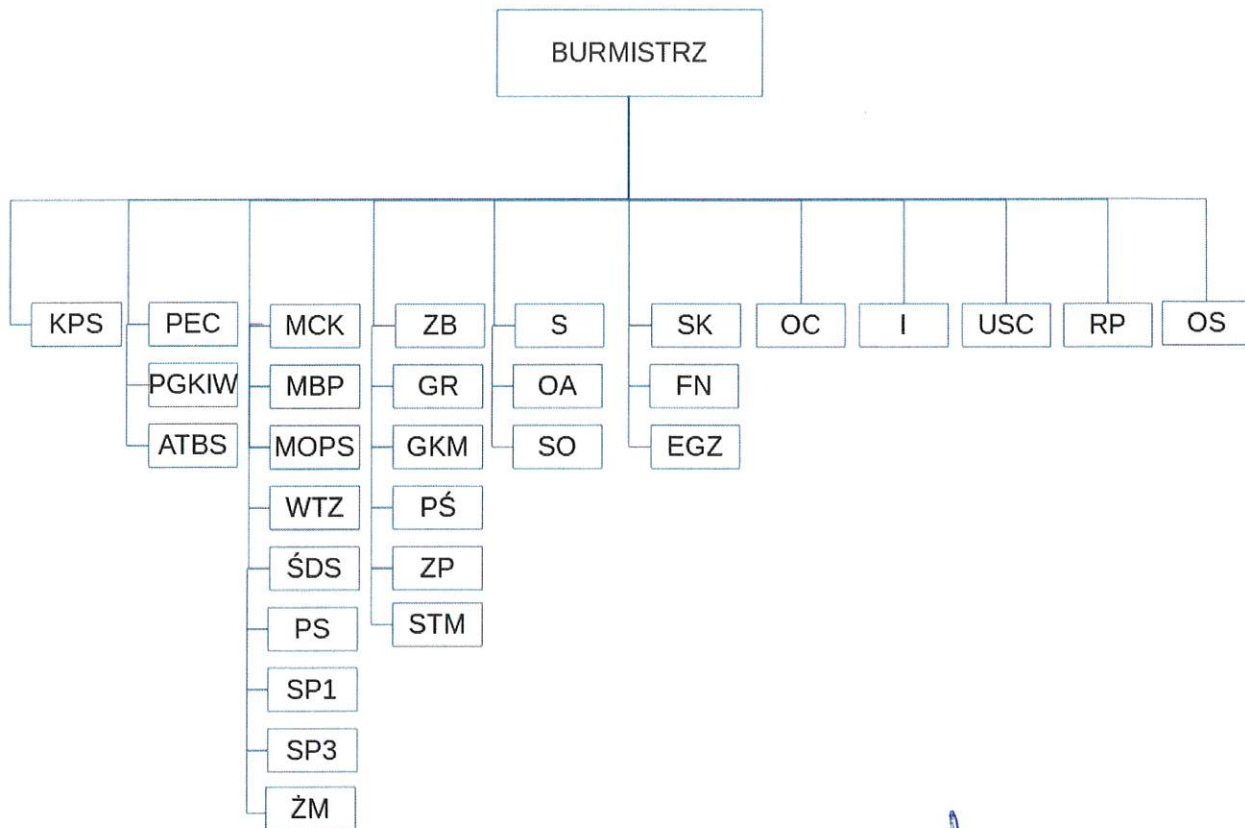 BURMISTRZ
KPS
PEC
PGKIW
ATBS
MCK
MBP
MOPS
WTZ
ŚDS
PS
SP1
SP3
ŻM
ZB
GR
GKM
PŚ
ZP
STM
S
OA
SO
SK
FN
EGZ
OC
I
USC
RP
OS